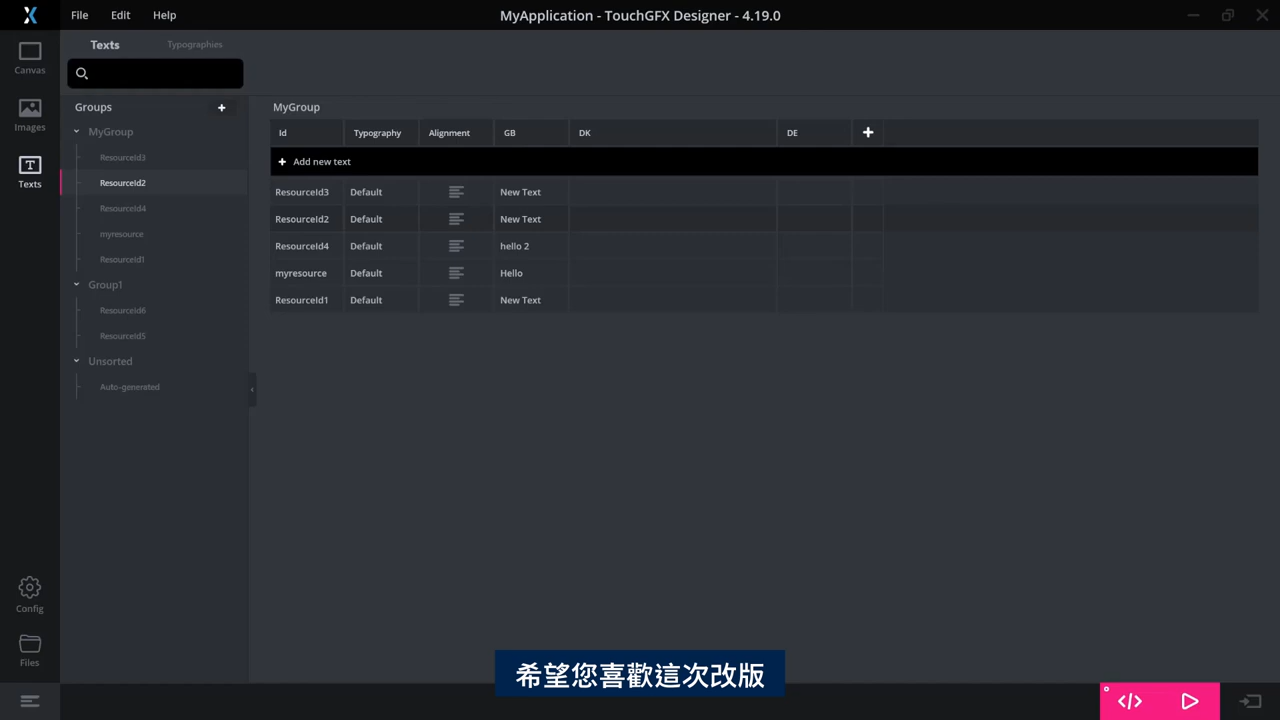 File Edit Help
MyApplication - TouchGFX Designer - 4.19.0
Canvas
Images
Texts
Config
Files
Texts Typographies
Groups +
MyGroup
ResourceId3
ResourceId2
ResourceId4
myresource
ResourceId1
Group1
ResourceId6
ResourceId5
Unsorted
Auto-generated
MyGroup
Id Typography Alignment GB DK DE +
+ Add new text
ResourceId3 Default New Text
ResourceId2 Default New Text
ResourceId4 Default hello 2
myresource Default Hello
ResourceId1 Default New Text
希望您喜歡這次改版
</>